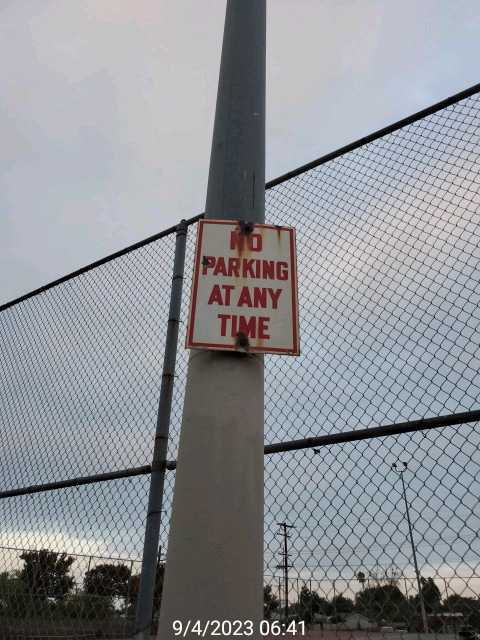 NO
PARKING
AT ANY
TIME
9/4/2023 06:41